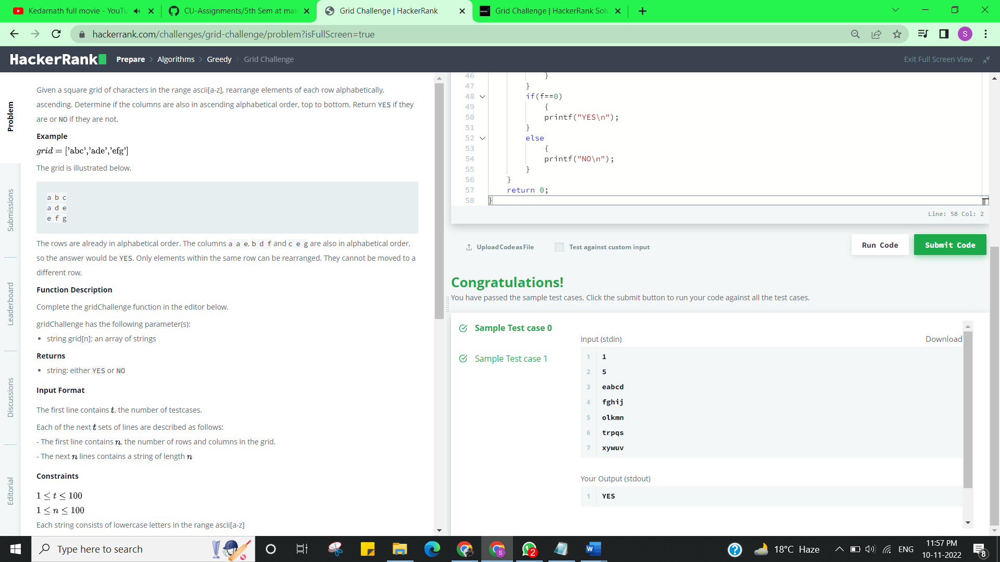 Kedarnath full movie - YouTu
CU-Assignments/5th Sem at mai
Grid Challenge | HackerRank
Grid Challenge | HackerRank Solu
hackerrank.com/challenges/grid-challenge/problem?isFullScreen=true
S
HackerRank
Prepare > Algorithms > Greedy > Grid Challenge
Exit Full Screen View
Problem
Submissions
Leaderboard
Discussions
Editorial
Given a square grid of characters in the range ascii[a-z], rearrange elements of each row alphabetically,
ascending. Determine if the columns are also in ascending alphabetical order, top to bottom. Return YES if they
are or NO if they are not.
Example
grid = ['abc','ade','efg']
The grid is illustrated below.
a b c
a d e
e f g
The rows are already in alphabetical order. The columns a a e, b d f and c e g are also in alphabetical order,
so the answer would be YES. Only elements within the same row can be rearranged. They cannot be moved to a
different row.
Function Description
Complete the gridChallenge function in the editor below.
gridChallenge has the following parameter(s):
• string grid[n]: an array of strings
Returns
• string: either YES or NO
Input Format
The first line contains t, the number of testcases.
Each of the next t sets of lines are described as follows:
- The first line contains n, the number of rows and columns in the grid.
- The next n lines contains a string of length n
Constraints
1 ≤ t ≤ 100
1 ≤ n ≤ 100
Each string consists of lowercase letters in the range ascii[a-z]
46 }
47 }
48 if(f==0)
49 {
50 printf("YES\n");
51 }
52 else
53 {
54 printf("NO\n");
55 }
56 }
57 return 0;
58 }
Line: 58 Col: 2
Upload Code as File
Test against custom input
Run Code
Submit Code
Congratulations!
You have passed the sample test cases. Click the submit button to run your code against all the test cases.
Sample Test case 0
Sample Test case 1
Input (stdin)
Download
1 1
2 5
3 eabcd
4 fghij
5 olkmn
6 trpqs
7 xywuv
Your Output (stdout)
1 YES
Type here to search
S
2
W
18°C Haze
ENG
11:57 PM
10-11-2022
8